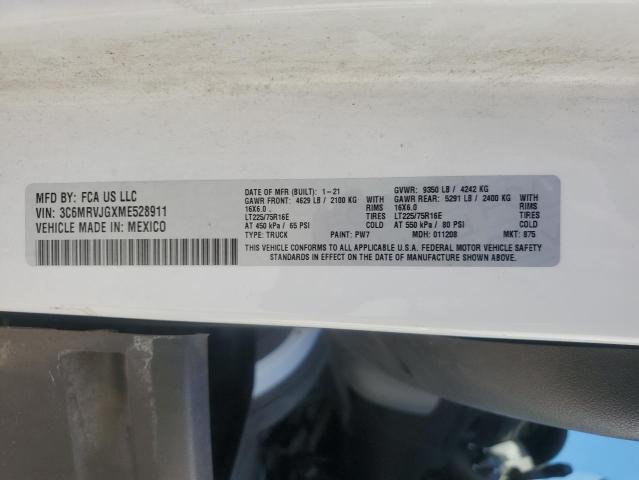 MFD BY: FCA US LLC
VIN: 3C6MRVJGXME528911
VEHICLE MADE IN: MEXICO
DATE OF MFR (BUILT): 1-21 GVWR: 9350 LB / 4242 KG
GAWR FRONT: 4629 LB / 2100 KG WITH GAWR REAR: 5291 LB / 2400 KG WITH
16X6.0 RIMS 16X6.0 RIMS
LT225/75R16E TIRES LT225/75R16E TIRES
AT 450 kPa / 65 PSI AT 550 kPa / 80 PSI
TYPE: TRUCK PAINT: PW7 MDH: 011208 MKT: 875
THIS VEHICLE CONFORMS TO ALL APPLICABLE U.S.A. FEDERAL MOTOR VEHICLE SAFETY
STANDARDS IN EFFECT ON THE DATE OF MANUFACTURE SHOWN ABOVE.